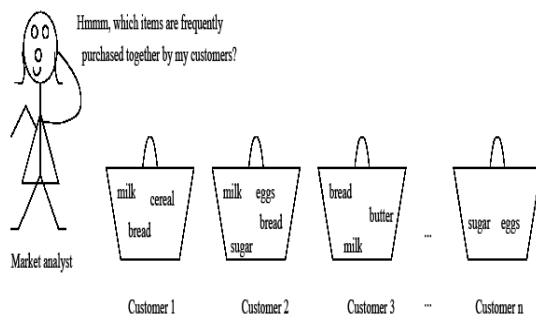 Hmmm, which items are frequently
purchased together by my customers?
milk
cereal
bread
milk eggs
bread
sugar
bread
butter
milk
...
sugar eggs
Market analyst
Customer 1
Customer 2
Customer 3
...
Customer n